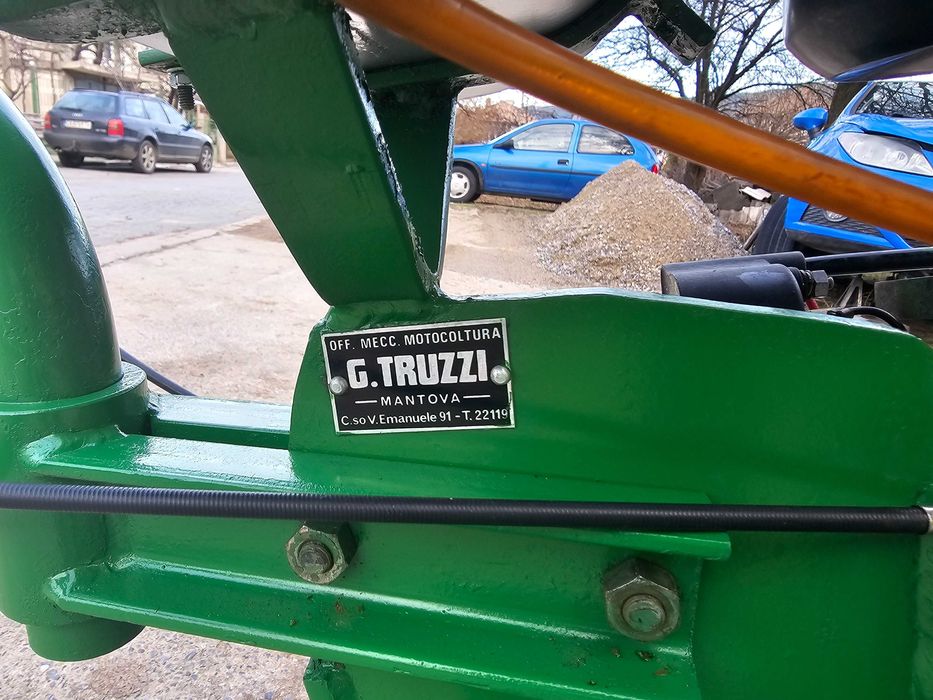 OFF. MECC. MOTOCOLTURA
G.TRUZZI
— MANTOVA —
C.so V. Emanuele 91 - T. 22119